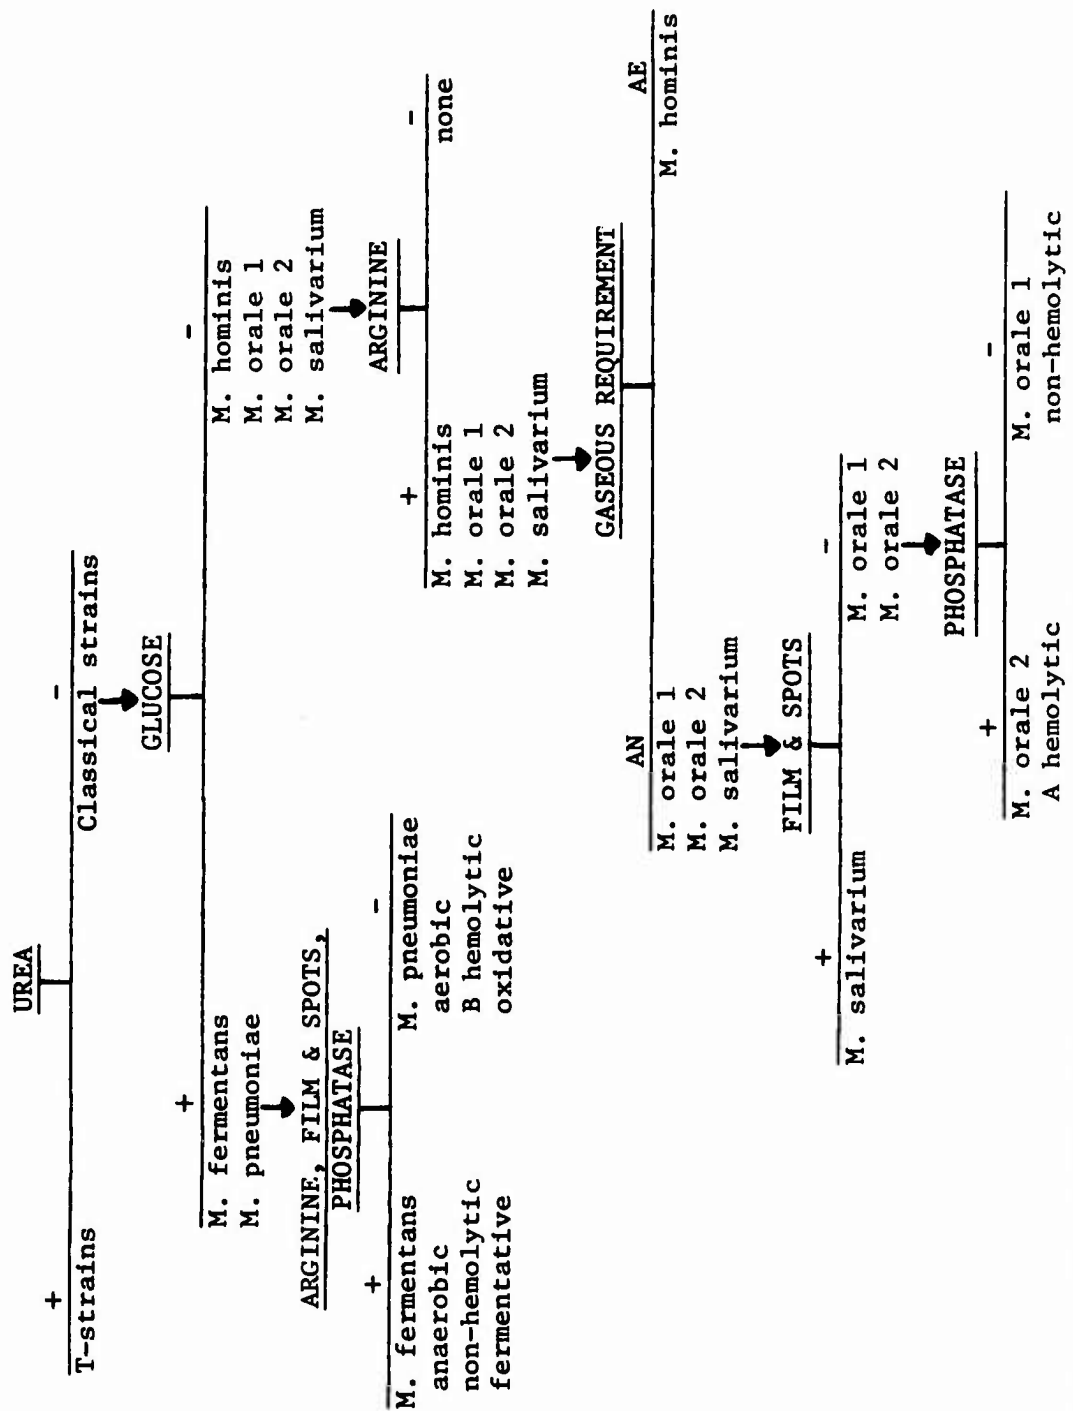 UREA
+
-
T-strains
Classical strains
GLUCOSE
+
-
M. fermentans
M. pneumoniae
M. hominis
M. orale 1
M. orale 2
M. salivarium
ARGININE, FILM & SPOTS,
PHOSPHATASE
+
-
M. fermentans
anaerobic
non-hemolytic
fermentative
M. pneumoniae
aerobic
B hemolytic
oxidative
ARGININE
+
-
M. hominis
M. orale 1
M. orale 2
M. salivarium
none
GASEOUS REQUIREMENT
AN
AE
M. orale 1
M. orale 2
M. salivarium
M. hominis
FILM & SPOTS
+
-
M. salivarium
M. orale 1
M. orale 2
PHOSPHATASE
+
-
M. orale 2
A hemolytic
M. orale 1
non-hemolytic